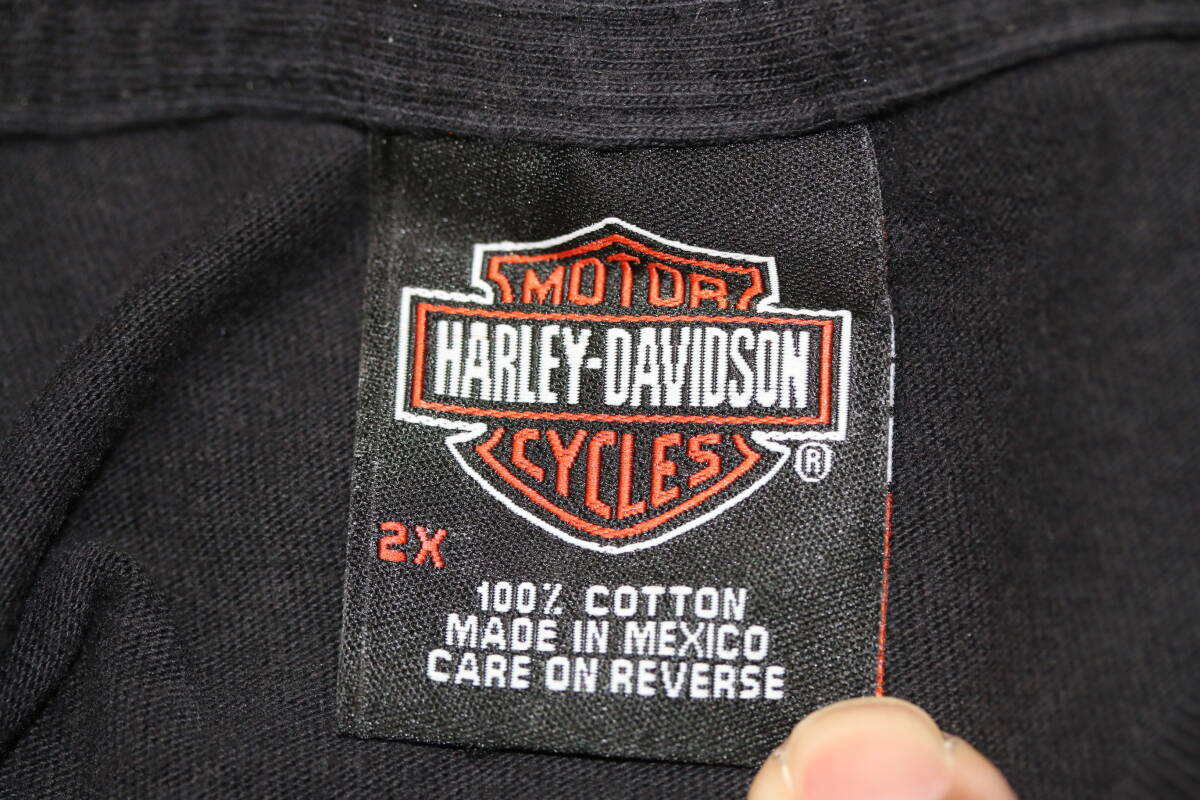 MOTOR
HARLEY-DAVIDSON
CYCLES
®
2X
100% COTTON
MADE IN MEXICO
CARE ON REVERSE